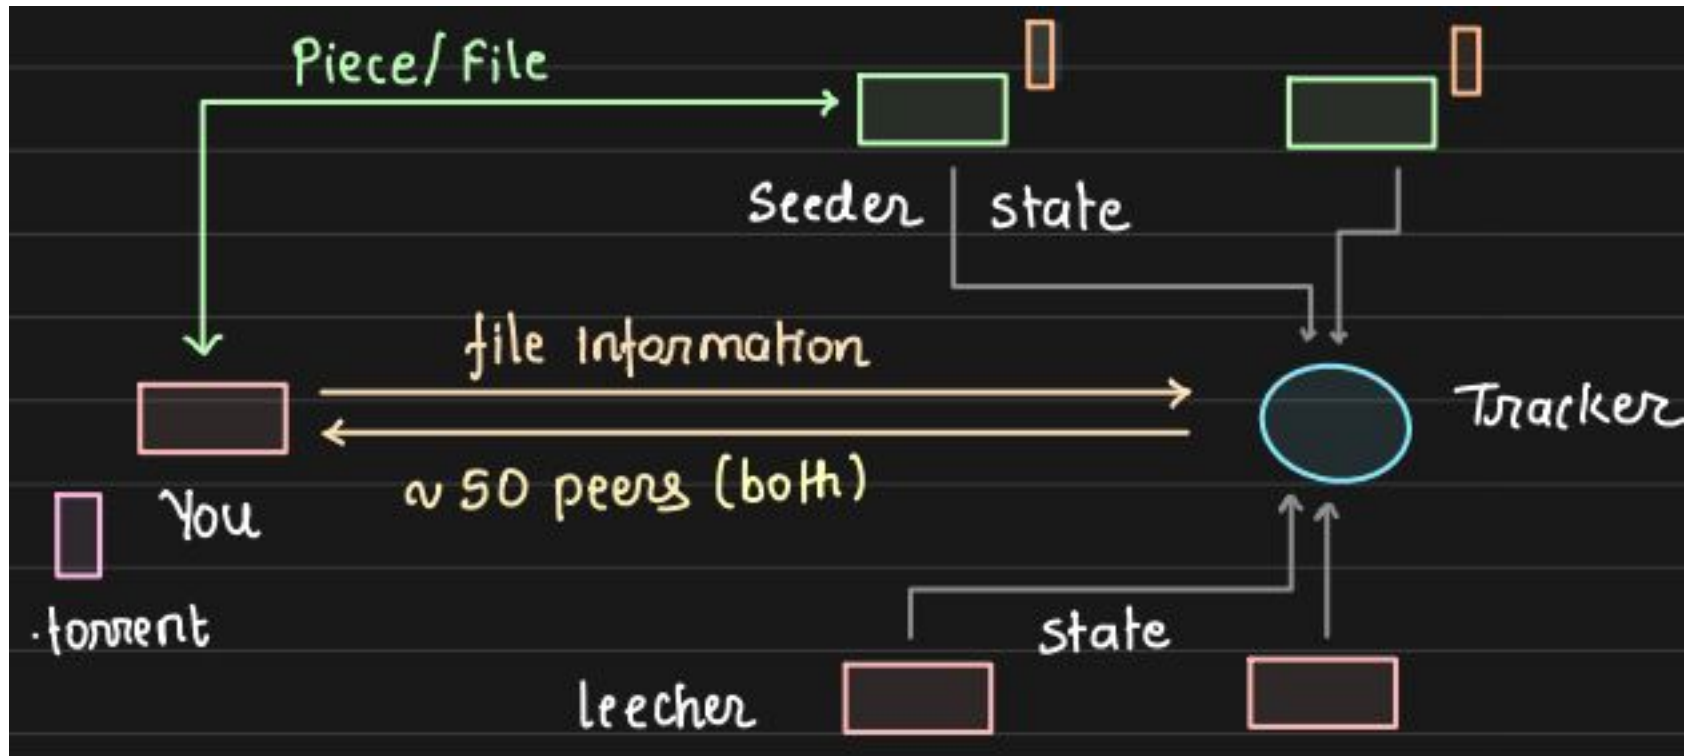 Piece/File
Seeder
state
file Information
Tracker
~ 50 peers (both)
You
.torrent
state
leecher